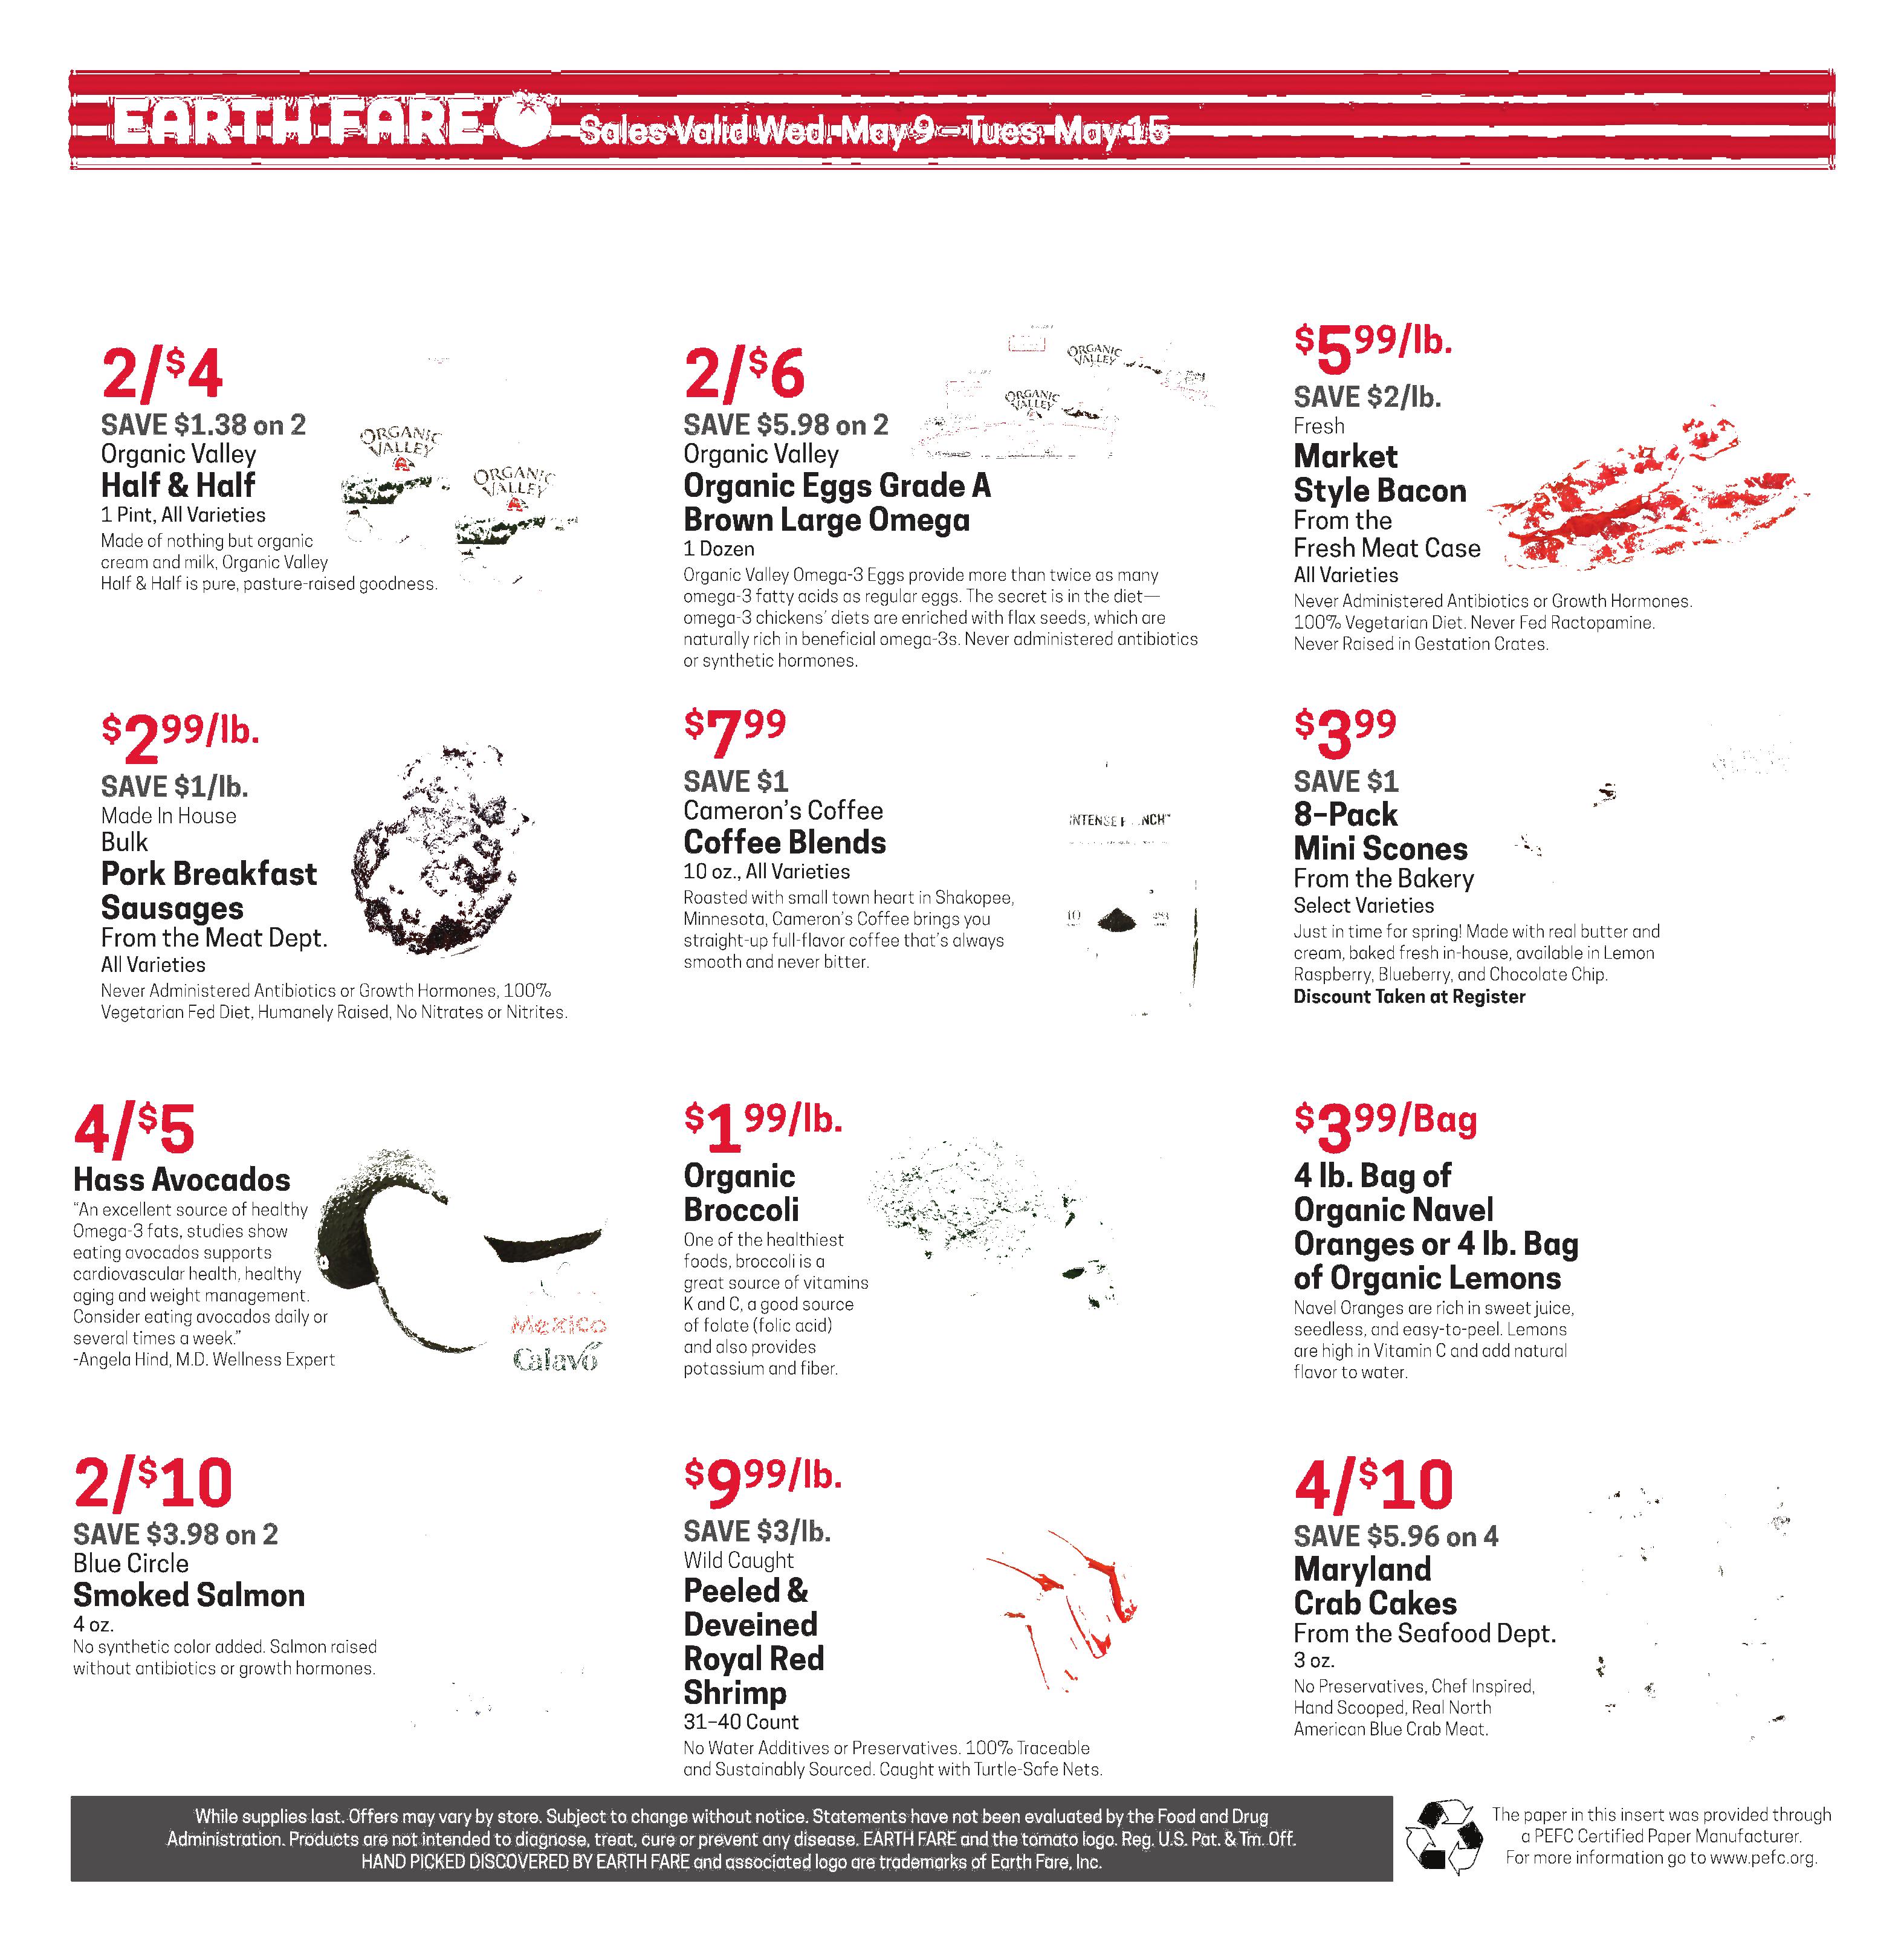 EARTH FARE Sales Valid Wed. May 9 – Tues. May 15
2/$4
SAVE $1.38 on 2
Organic Valley
Half & Half
1 Pint, All Varieties
Made of nothing but organic
cream and milk, Organic Valley
Half & Half is pure, pasture-raised goodness.
ORGANIC
VALLEY
ORGANIC
VALLEY
2/$6
SAVE $5.98 on 2
Organic Valley
Organic Eggs Grade A
Brown Large Omega
1 Dozen
Organic Valley Omega-3 Eggs provide more than twice as many
omega-3 fatty acids as regular eggs. The secret is in the diet—
omega-3 chickens' diets are enriched with flax seeds, which are
naturally rich in beneficial omega-3s. Never administered antibiotics
or synthetic hormones.
ORGANIC
VALLEY
ORGANIC
VALLEY
$5 99/lb.
SAVE $2/lb.
Fresh
Market
Style Bacon
From the
Fresh Meat Case
All Varieties
Never Administered Antibiotics or Growth Hormones.
100% Vegetarian Diet. Never Fed Ractopamine.
Never Raised in Gestation Crates.
$2 99/lb.
SAVE $1/lb.
Made In House
Bulk
Pork Breakfast
Sausages
From the Meat Dept.
All Varieties
Never Administered Antibiotics or Growth Hormones, 100%
Vegetarian Fed Diet, Humanely Raised, No Nitrates or Nitrites.
$7 99
SAVE $1
Cameron's Coffee
Coffee Blends
10 oz., All Varieties
Roasted with small town heart in Shakopee,
Minnesota, Cameron's Coffee brings you
straight-up full-flavor coffee that's always
smooth and never bitter.
INTENSE
10
$3 99
SAVE $1
8-Pack
Mini Scones
From the Bakery
Select Varieties
Just in time for spring! Made with real butter and
cream, baked fresh in-house, available in Lemon
Raspberry, Blueberry, and Chocolate Chip.
Discount Taken at Register
4/$5
Hass Avocados
"An excellent source of healthy
Omega-3 fats, studies show
eating avocados supports
cardiovascular health, healthy
aging and weight management.
Consider eating avocados daily or
several times a week."
-Angela Hind, M.D. Wellness Expert
Mexico
Calavo
$1 99/lb.
Organic
Broccoli
One of the healthiest
foods, broccoli is a
great source of vitamins
K and C, a good source
of folate (folic acid)
and also provides
potassium and fiber.
$3 99/Bag
4 lb. Bag of
Organic Navel
Oranges or 4 lb. Bag
of Organic Lemons
Navel Oranges are rich in sweet juice,
seedless, and easy-to-peel. Lemons
are high in Vitamin C and add natural
flavor to water.
2/$10
SAVE $3.98 on 2
Blue Circle
Smoked Salmon
4 oz.
No synthetic color added. Salmon raised
without antibiotics or growth hormones.
$9 99/lb.
SAVE $3/lb.
Wild Caught
Peeled &
Deveined
Royal Red
Shrimp
31-40 Count
No Water Additives or Preservatives. 100% Traceable
and Sustainably Sourced. Caught with Turtle-Safe Nets.
4/$10
SAVE $5.96 on 4
Maryland
Crab Cakes
From the Seafood Dept.
3 oz.
No Preservatives, Chef Inspired,
Hand Scooped, Real North
American Blue Crab Meat.
While supplies last. Offers may vary by store. Subject to change without notice. Statements have not been evaluated by the Food and Drug
Administration. Products are not intended to diagnose, treat, cure or prevent any disease. EARTH FARE and the tomato logo. Reg. U.S. Pat. & Tm. Off.
HAND PICKED DISCOVERED BY EARTH FARE and associated logo are trademarks of Earth Fare, Inc.
The paper in this insert was provided through
a PEFC Certified Paper Manufacturer.
For more information go to www.pefc.org.